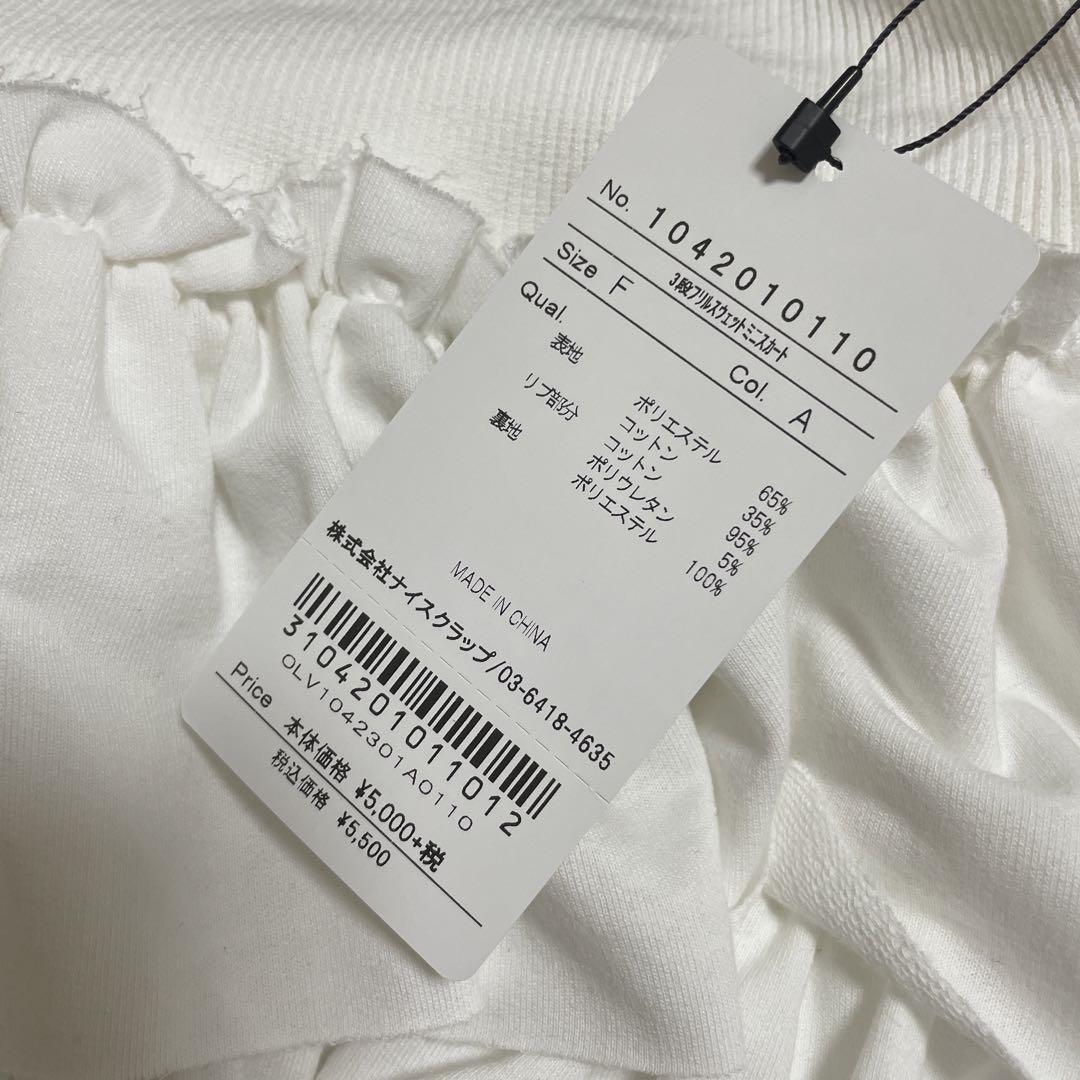 No. 1042010110
3段フリルスウェットミニスカート
Size F Col. A
Qual.
表地 ポリエステル 65%
コットン 35%
リブ部分 コットン 95%
ポリウレタン 5%
裏地 ポリエステル 100%
MADE IN CHINA
株式会社ナイスクラップ/03-6418-4635
3104201011012
OLV1042301A0110
Price 本体価格 ¥5,000+税
税込価格 ¥5,500